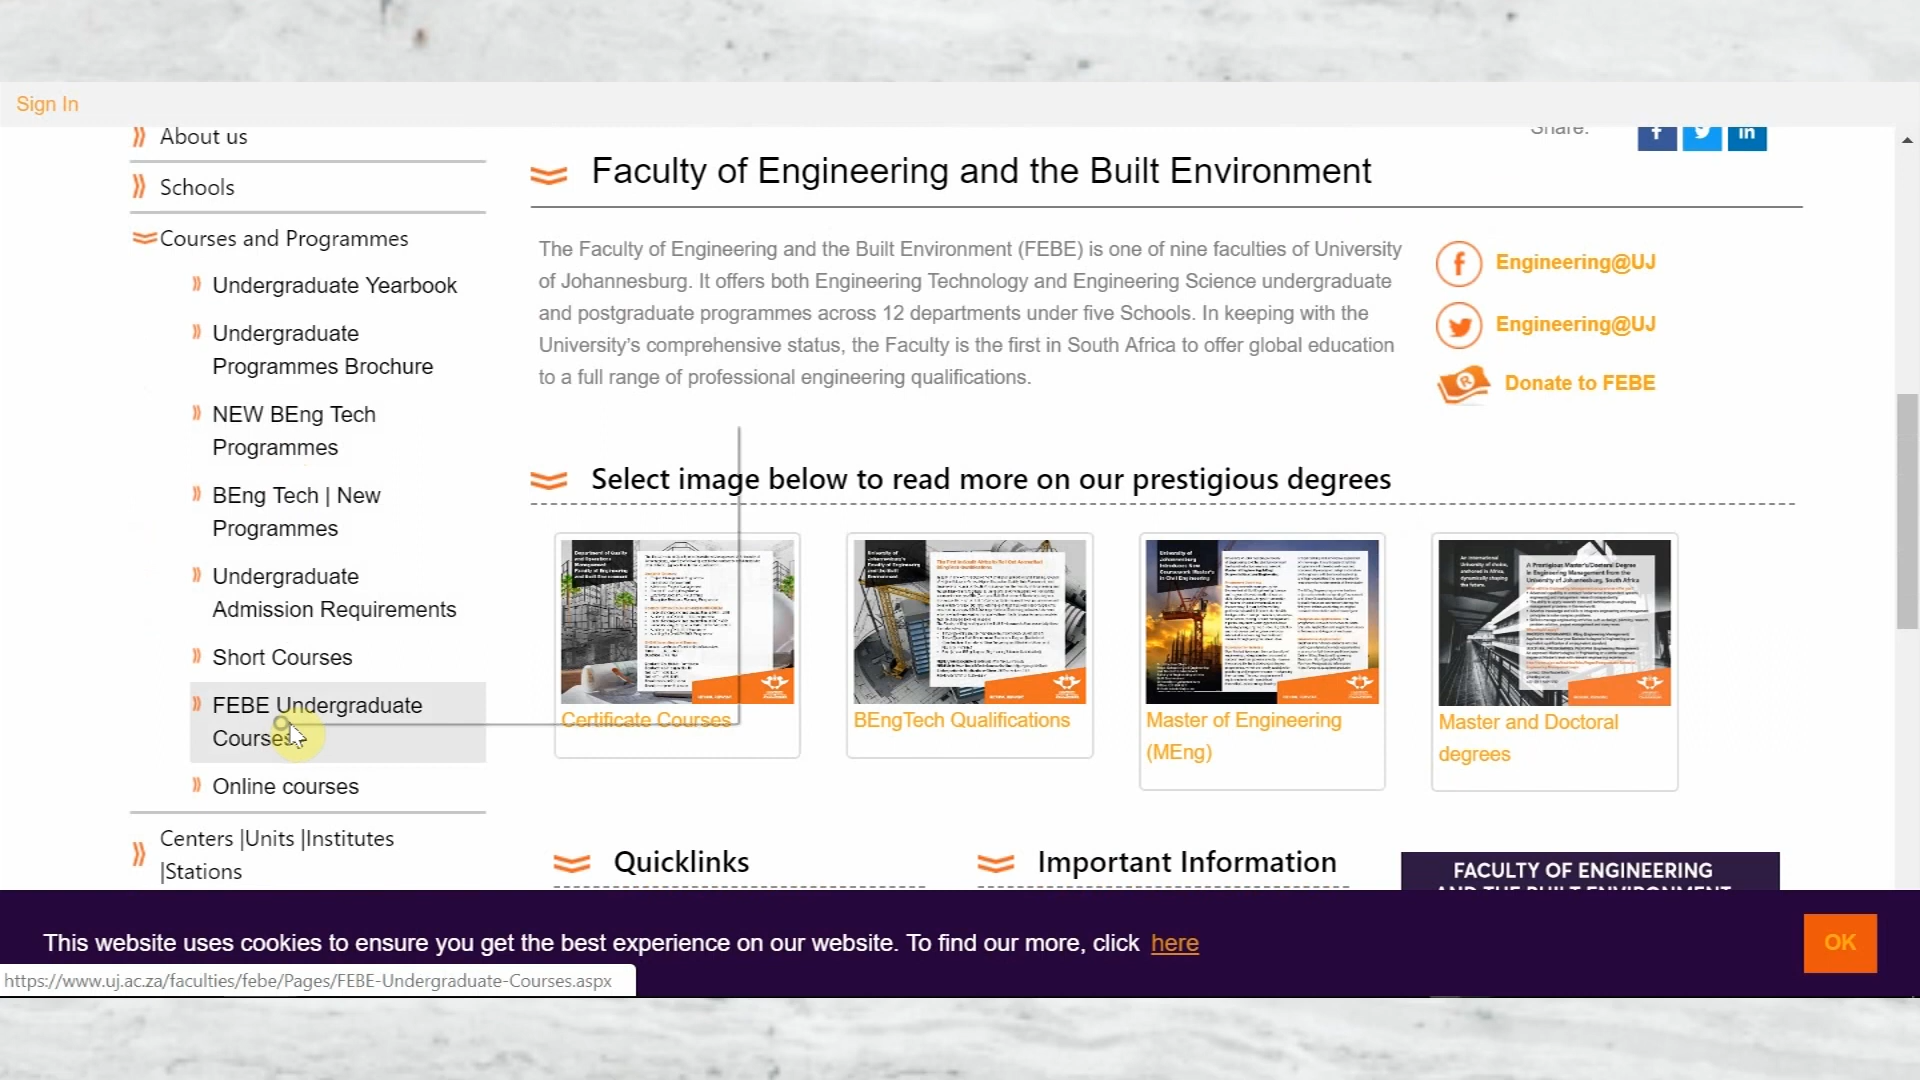 Sign In
About us
Schools
Courses and Programmes
Undergraduate Yearbook
Undergraduate
Programmes Brochure
NEW BEng Tech
Programmes
BEng Tech | New
Programmes
Undergraduate
Admission Requirements
Short Courses
FEBE Undergraduate
Courses
Online courses
Centers |Units |Institutes
|Stations
Share:
Faculty of Engineering and the Built Environment
The Faculty of Engineering and the Built Environment (FEBE) is one of nine faculties of University
of Johannesburg. It offers both Engineering Technology and Engineering Science undergraduate
and postgraduate programmes across 12 departments under five Schools. In keeping with the
University's comprehensive status, the Faculty is the first in South Africa to offer global education
to a full range of professional engineering qualifications.
Engineering@UJ
Engineering@UJ
Donate to FEBE
Select image below to read more on our prestigious degrees
Certificate Courses
BEngTech Qualifications
Master of Engineering
(MEng)
Master and Doctoral
degrees
Quicklinks
Important Information
FACULTY OF ENGINEERING
AND THE BUILT ENVIRONMENT
This website uses cookies to ensure you get the best experience on our website. To find our more, click here
OK
https://www.uj.ac.za/faculties/febe/Pages/FEBE-Undergraduate-Courses.aspx